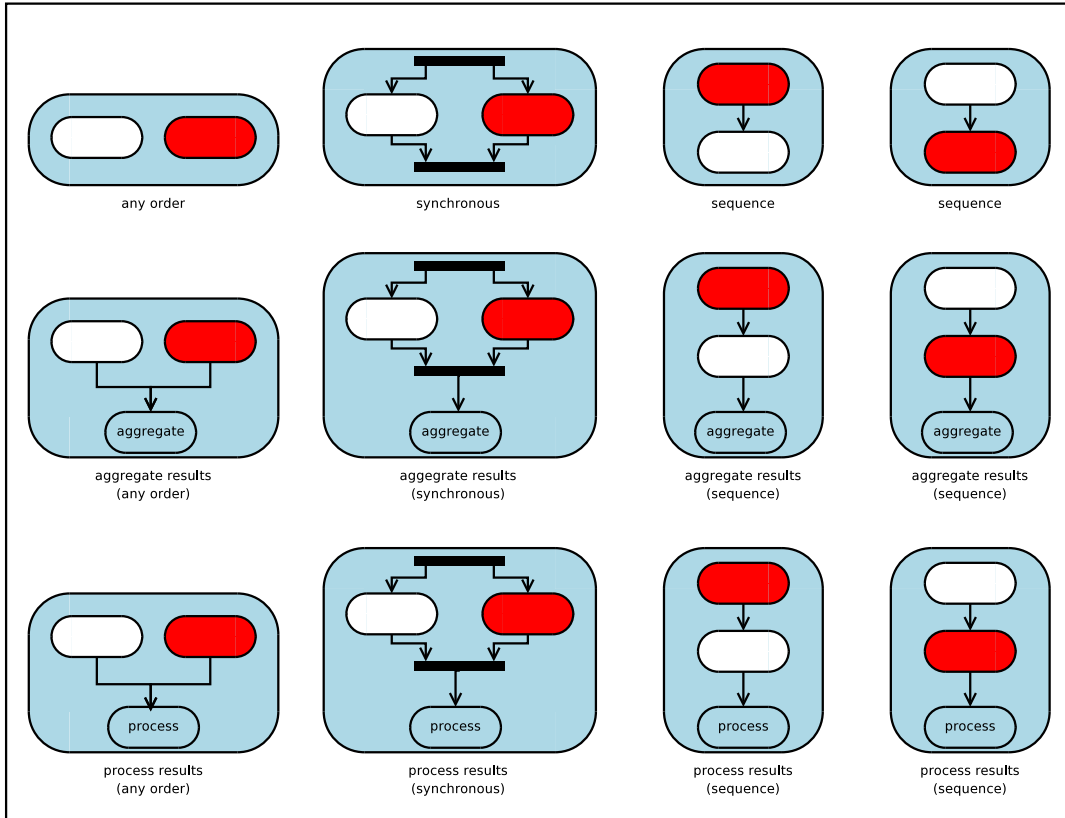 any order
synchronous
sequence
sequence
aggregate
aggregate
aggregate
aggregate
aggregate results
(any order)
aggegrate results
(synchronous)
aggregate results
(sequence)
aggregate results
(sequence)
process
process
process
process
process results
(any order)
process results
(synchronous)
process results
(sequence)
process results
(sequence)